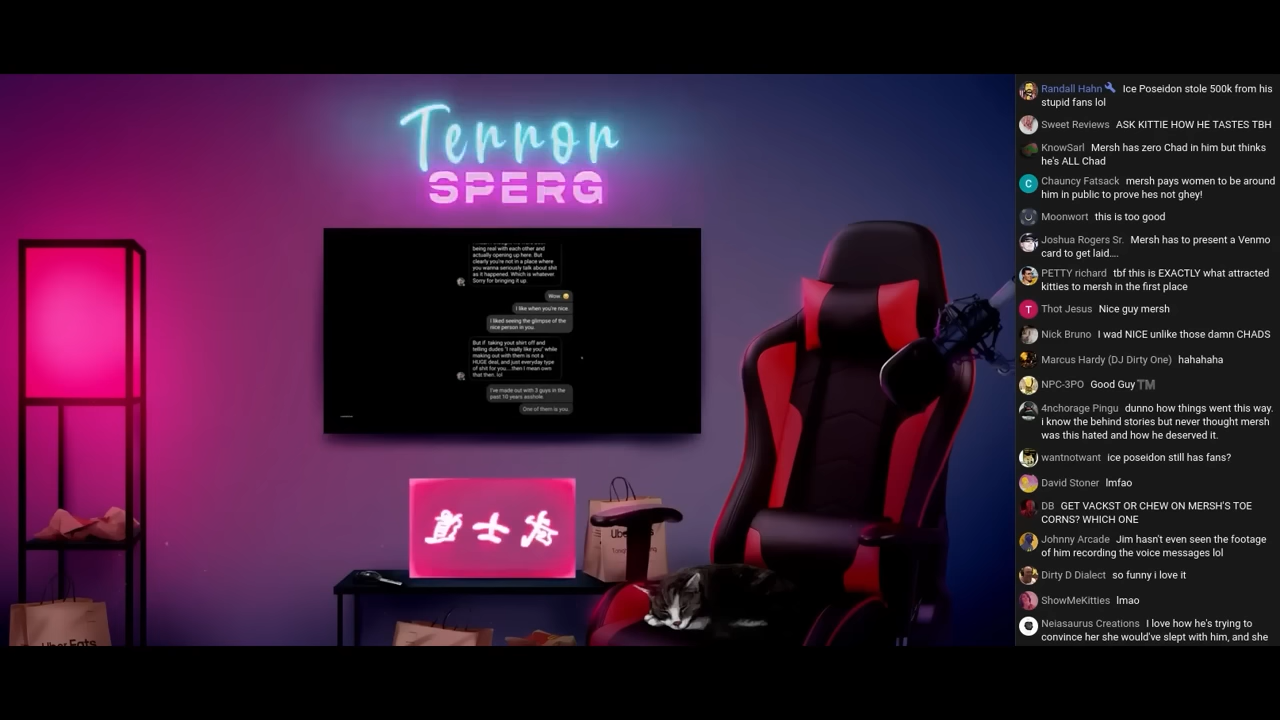 Terror
SPERG
being real with each other and
actually opening up here. But
clearly you're not in a place where
you wanna seriously talk about shit
as it happened. Which is whatever
Sorry for bringing it up.
Wow 😲
I like when you're nice
I liked seeing the glimpse of the
nice person in you.
But if taking yout shirt off and
telling dudes "I really like you" while
making out with them is not a
HUGE deal, and just everyday type
of shit for you....then I mean own
that then. lol
I've made out with 3 guys in the
past 10 years asshole
One of them is you.
道 士
Uber Eats
Randall Hahn 🔧 Ice Poseidon stole 500k from his
stupid fans lol
Sweet Reviews ASK KITTIE HOW HE TASTES TBH
KnowSarl Mersh has zero Chad in him but thinks
he's ALL Chad
C
Chauncy Fatsack mersh pays women to be around
him in public to prove hes not ghey!
Moonwort this is too good
Joshua Rogers Sr. Mersh has to present a Venmo
card to get laid....
PETTY richard tbf this is EXACTLY what attracted
kitties to mersh in the first place
T
Thot Jesus Nice guy mersh
Nick Bruno I wad NICE unlike those damn CHADS
Marcus Hardy (DJ Dirty One) hahahaha
NPC-3PO Good Guy™️
4nchorage Pingu dunno how things went this way.
i know the behind stories but never thought mersh
was this hated and how he deserved it.
wantnotwant ice poseidon still has fans?
David Stoner lmfao
DB GET VACKST OR CHEW ON MERSH'S TOE
CORNS? WHICH ONE
Johnny Arcade Jim hasn't even seen the footage
of him recording the voice messages lol
Dirty D Dialect so funny i love it
ShowMeKitties lmao
Neiasaurus Creations I love how he's trying to
convince her she would've slept with him, and she